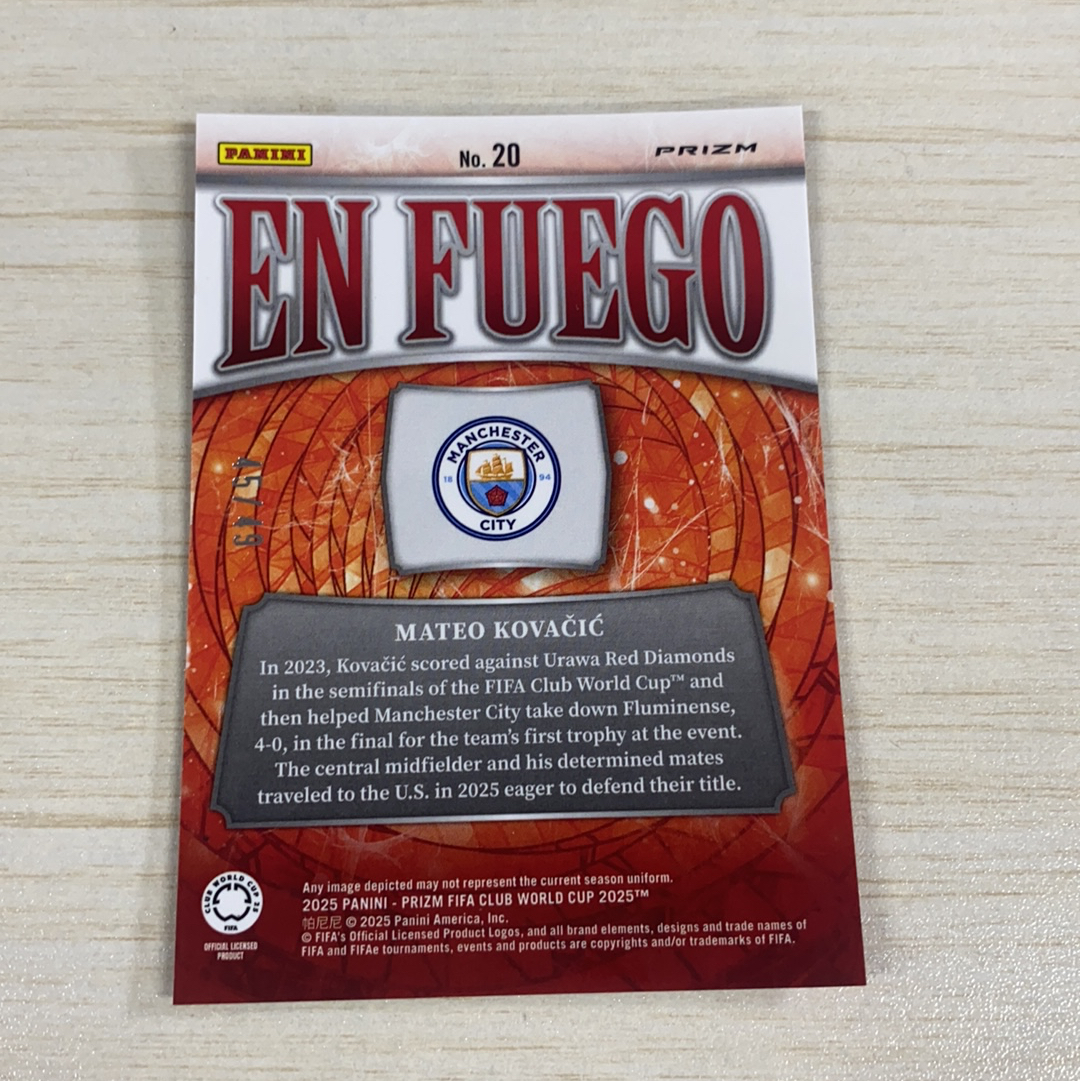 PANINI
No. 20
PRIZM
EN FUEGO
MANCHESTER
18 94
CITY
45/49
MATEO KOVAČIĆ
In 2023, Kovačić scored against Urawa Red Diamonds
in the semifinals of the FIFA Club World Cup™ and
then helped Manchester City take down Fluminense,
4-0, in the final for the team's first trophy at the event.
The central midfielder and his determined mates
traveled to the U.S. in 2025 eager to defend their title.
CLUB WORLD CUP 25
FIFA
OFFICIAL LICENSED
PRODUCT
Any image depicted may not represent the current season uniform.
2025 PANINI - PRIZM FIFA CLUB WORLD CUP 2025™
帕尼尼 © 2025 Panini America, Inc.
© FIFA's Official Licensed Product Logos, and all brand elements, designs and trade names of
FIFA and FIFAe tournaments, events and products are copyrights and/or trademarks of FIFA.